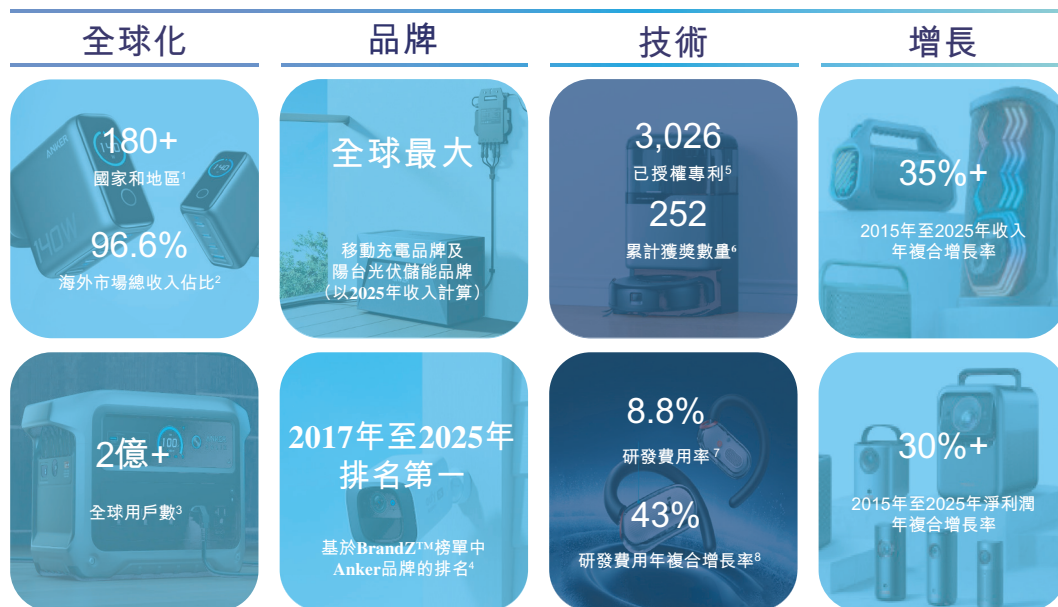 全球化
品牌
技術
增長
180+
國家和地區1
96.6%
海外市場總收入佔比2
全球最大
移動充電品牌及
陽台光伏儲能品牌
（以2025年收入計算）
3,026
已授權專利5
252
累計獲獎數量6
35%+
2015年至2025年收入
年複合增長率
2億+
全球用戶數3
2017年至2025年
排名第一
基於BrandZ™榜單中
Anker品牌的排名4
8.8%
研發費用率7
43%
研發費用年複合增長率8
30%+
2015年至2025年淨利潤
年複合增長率
ANKER
140W
140
140
100